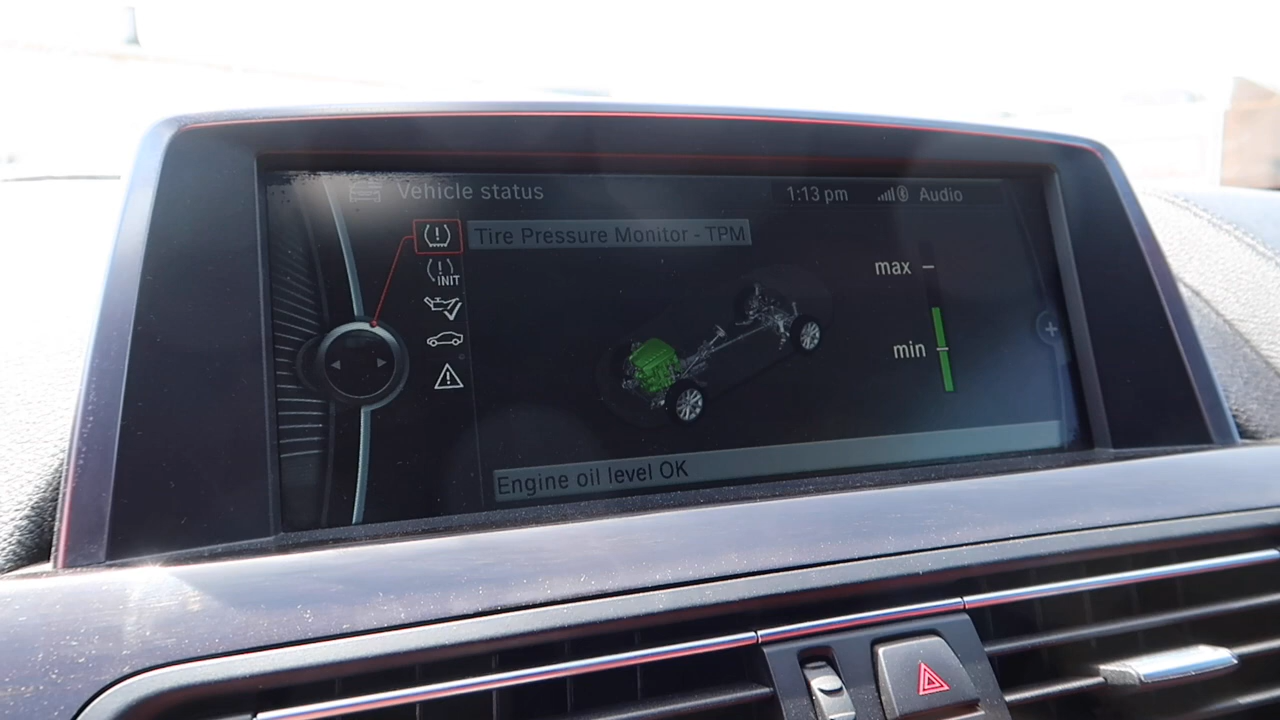 Vehicle status
1:13 pm
Audio
Tire Pressure Monitor - TPM
INIT
max
min
Engine oil level OK